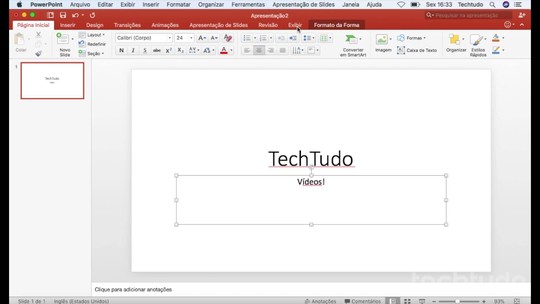 PowerPoint Arquivo Editar Exibir Inserir Formatar Organizar Ferramentas Apresentação de Slides Janela Ajuda Sex 16:33 Techtudo
Apresentação2
Pesquisar na apresentação
Página Inicial Inserir Design Transições Animações Apresentação de Slides Revisão Exibir Formato da Forma
Colar
Novo Slide
Layout
Redefinir
Seção
Calibri (Corpo) 24
Converter em SmartArt
Imagem
Formas
Caixa de Texto
Organizar
Estilos Rápidos
1
TechTudo
TechTudo
Vídeos
Clique para adicionar anotações
techtudo
Slide 1 de 1 Inglês (Estados Unidos) Anotações Comentários 93%